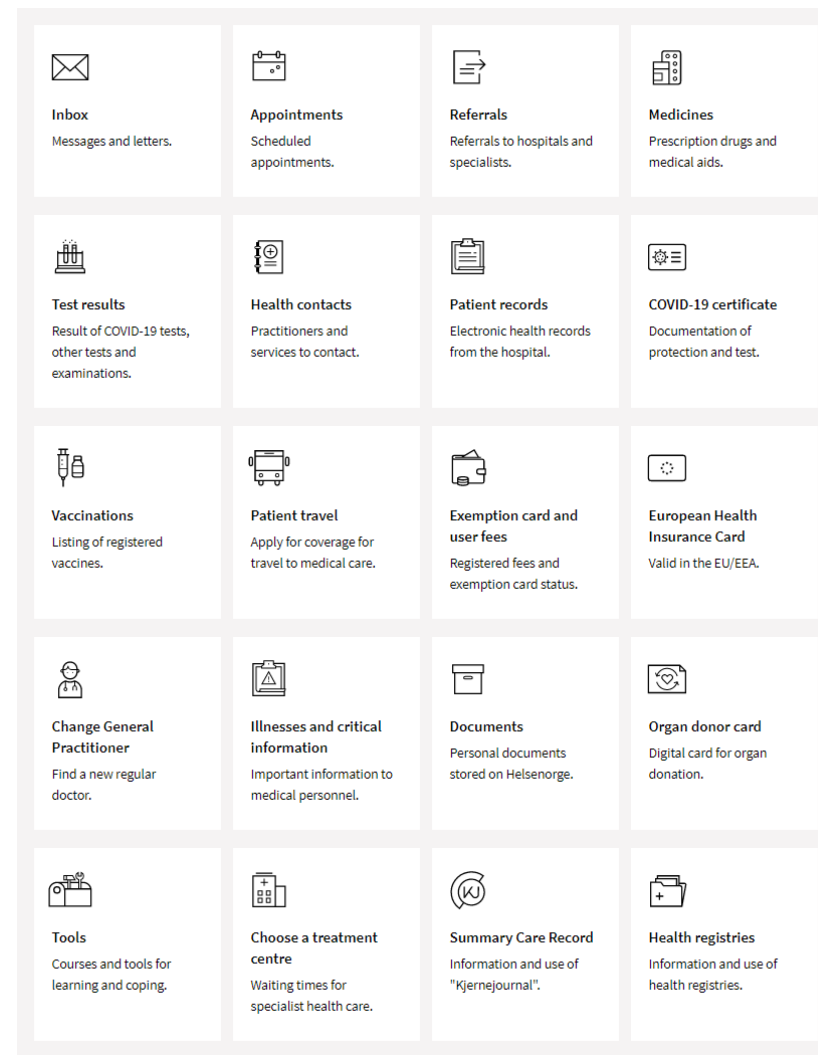 Inbox
Messages and letters.
Appointments
Scheduled
appointments.
Referrals
Referrals to hospitals and
specialists.
Medicines
Prescription drugs and
medical aids.
Test results
Result of COVID-19 tests,
other tests and
examinations.
Health contacts
Practitioners and
services to contact.
Patient records
Electronic health records
from the hospital.
COVID-19 certificate
Documentation of
protection and test.
Vaccinations
Listing of registered
vaccines.
Patient travel
Apply for coverage for
travel to medical care.
Exemption card and
user fees
Registered fees and
exemption card status.
European Health
Insurance Card
Valid in the EU/EEA.
Change General
Practitioner
Find a new regular
doctor.
Illnesses and critical
information
Important information to
medical personnel.
Documents
Personal documents
stored on Helsenorge.
Organ donor card
Digital card for organ
donation.
Tools
Courses and tools for
learning and coping.
Choose a treatment
centre
Waiting times for
specialist health care.
KJ
Summary Care Record
Information and use of
"Kjernejournal".
Health registries
Information and use of
health registries.